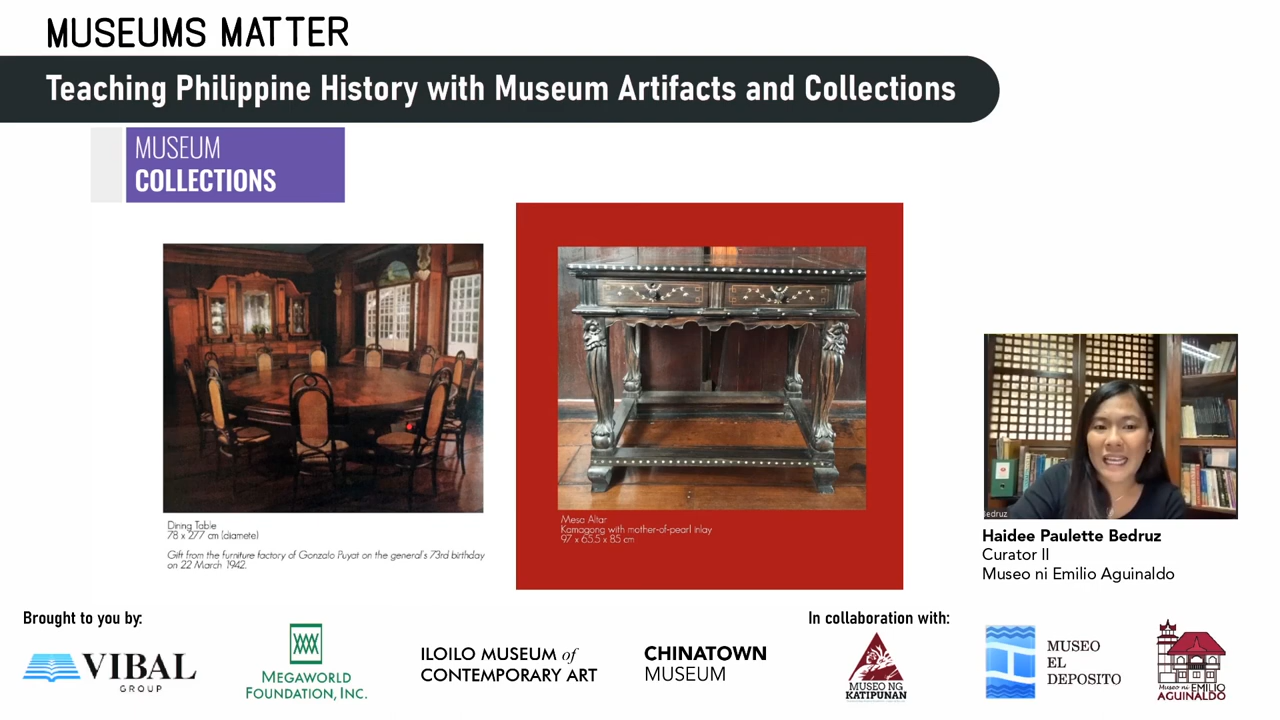 MUSEUMS MATTER
Teaching Philippine History with Museum Artifacts and Collections
MUSEUM
COLLECTIONS
Dining Table
78 x 277 cm (diamete)
Gift from the furniture factory of Gonzalo Puyat on the general's 73rd birthday
on 22 March 1942.
Mesa Altar
Kamagong with mother-of-pearl inlay
97 x 65.5 x 85 cm
Bedruz
Haidee Paulette Bedruz
Curator II
Museo ni Emilio Aguinaldo
Brought to you by:
VIBAL
GROUP
MEGAWORLD
FOUNDATION, INC.
ILOILO MUSEUM of
CONTEMPORARY ART
CHINATOWN
MUSEUM
In collaboration with:
MUSEO NG
KATIPUNAN
MUSEO
EL
DEPOSITO
Museo ni EMILIO
AGUINALDO